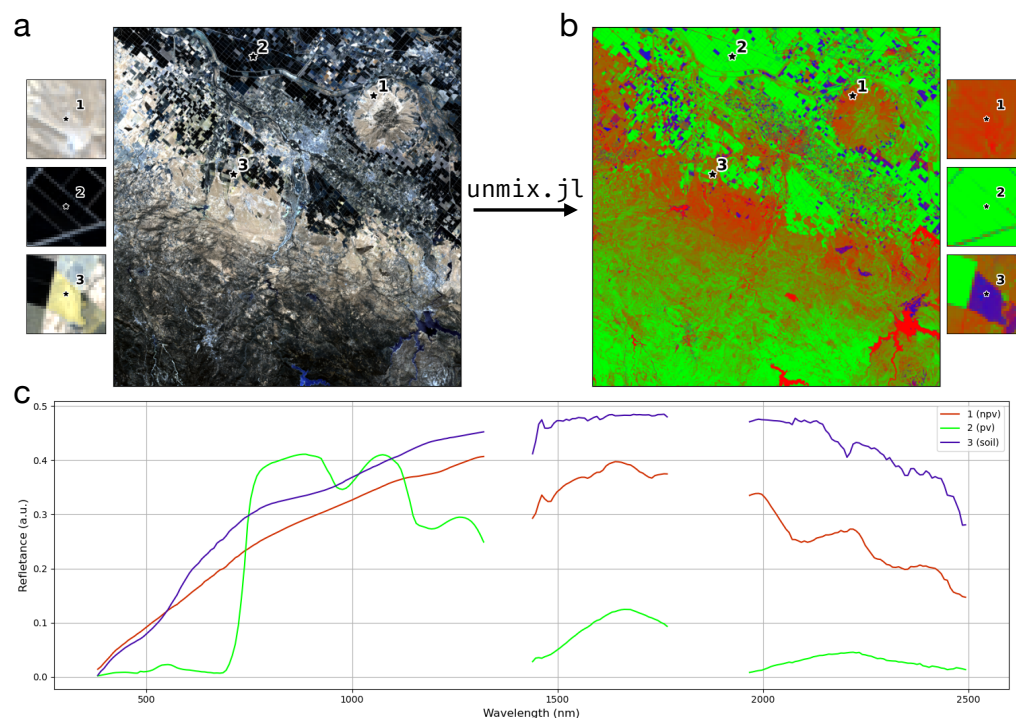 a
b
1
2
3
2
1
3
unmix.jl
2
1
3
1
2
3
c
0.5
0.4
0.3
0.2
0.1
0.0
Refletance (a.u.)
1 (npv)
2 (pv)
3 (soil)
500 1000 1500 2000 2500
Wavelength (nm)